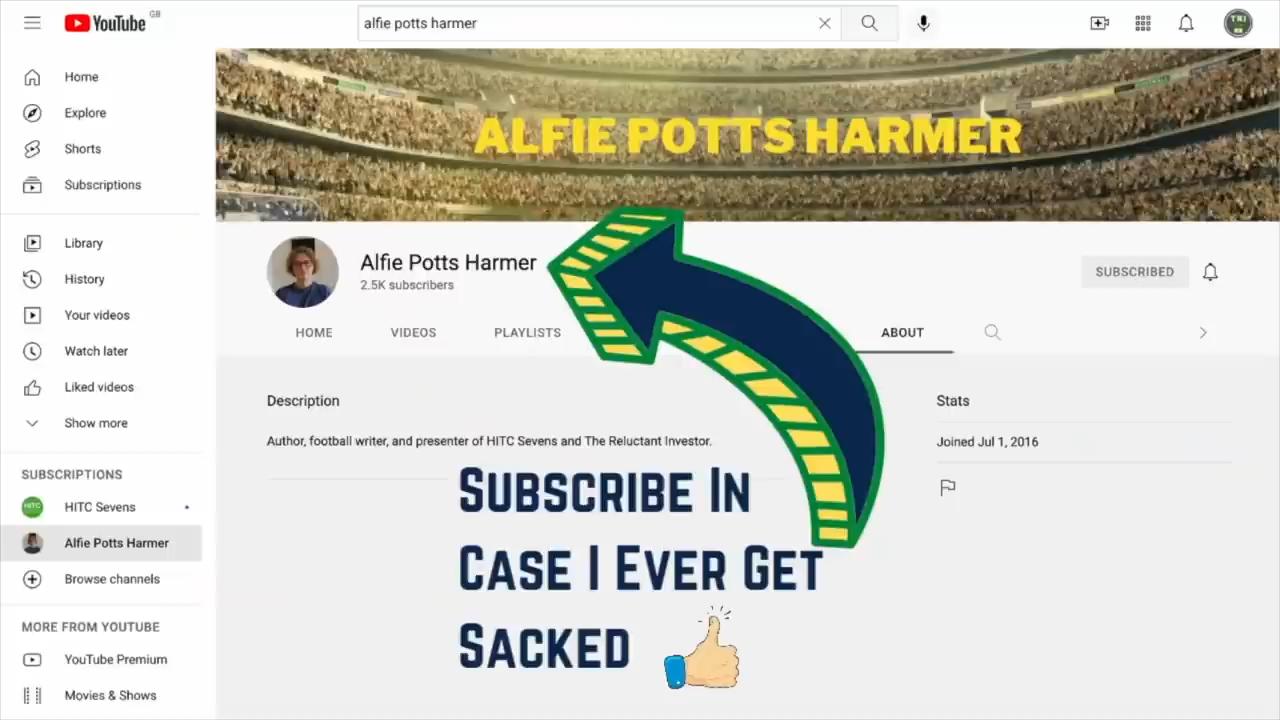 YouTube GB
alfie potts harmer
Home
Explore
Shorts
Subscriptions
Library
History
Your videos
Watch later
Liked videos
Show more
SUBSCRIPTIONS
HITC Sevens
Alfie Potts Harmer
Browse channels
MORE FROM YOUTUBE
YouTube Premium
Movies & Shows
TRI
ALFIE POTTS HARMER
Alfie Potts Harmer
2.5K subscribers
SUBSCRIBED
HOME VIDEOS PLAYLISTS ABOUT
Description
Author, football writer, and presenter of HITC Sevens and The Reluctant Investor.
Stats
Joined Jul 1, 2016
SUBSCRIBE IN
CASE I EVER GET
SACKED
HITC